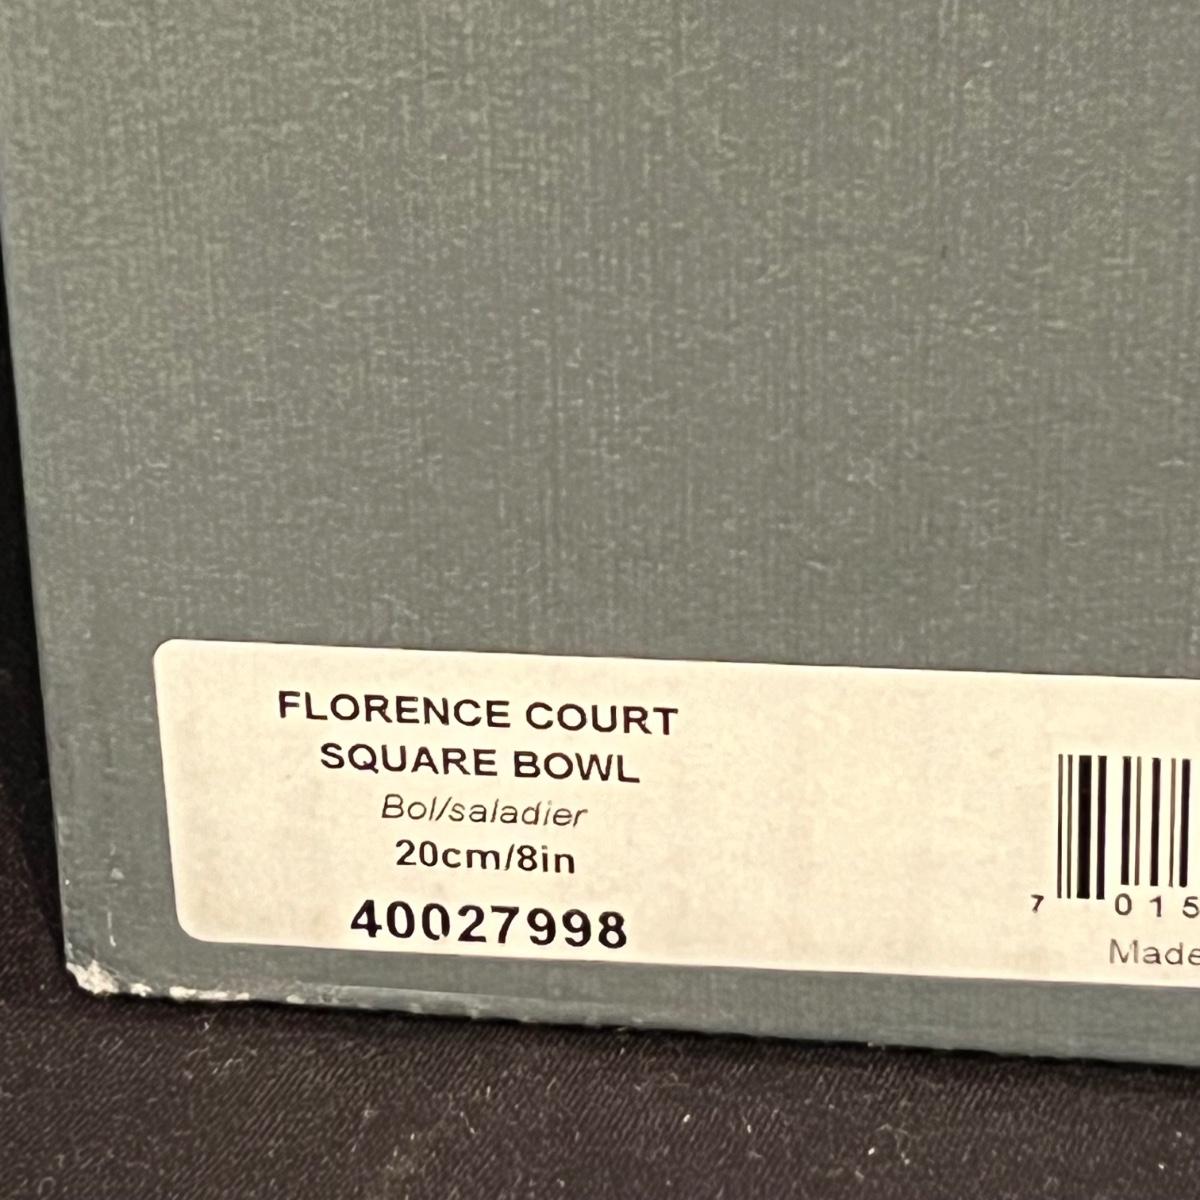 FLORENCE COURT
SQUARE BOWL
Bol/saladier
20cm/8in
40027998
7 015
Made